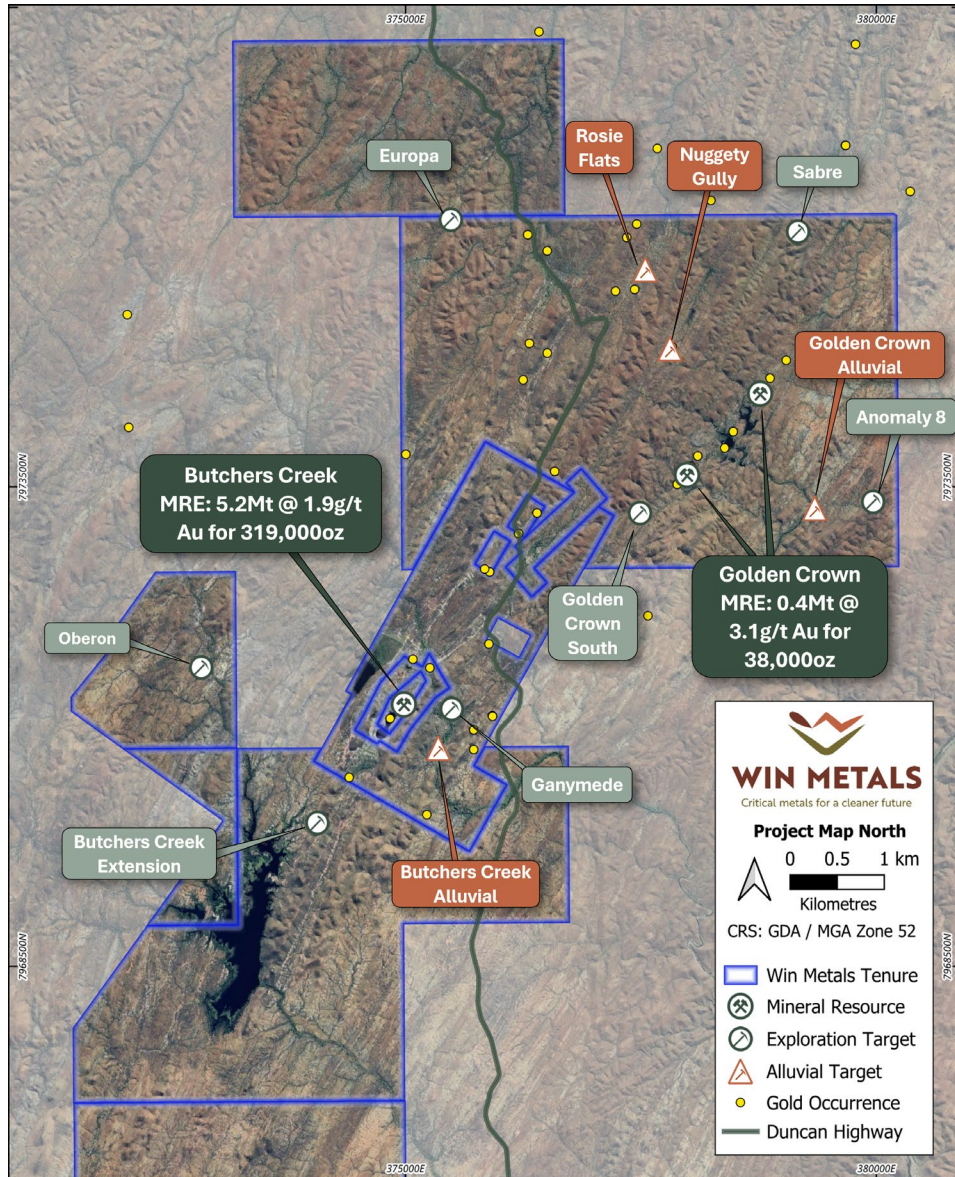 375000E
380000E
Europa
Rosie
Flats
Nuggety
Gully
Sabre
Golden Crown
Alluvial
Anomaly 8
7973500N
7973500N
Butchers Creek
MRE: 5.2Mt @ 1.9g/t
Au for 319,000oz
Golden
Crown
South
Golden Crown
MRE: 0.4Mt @
3.1g/t Au for
38,000oz
Oberon
Ganymede
Butchers Creek
Extension
Butchers Creek
Alluvial
WIN METALS
Critical metals for a cleaner future
Project Map North
0 0.5 1 km
Kilometres
CRS: GDA / MGA Zone 52
Win Metals Tenure
Mineral Resource
Exploration Target
Alluvial Target
Gold Occurrence
Duncan Highway
7968500N
7968500N
375000E
380000E